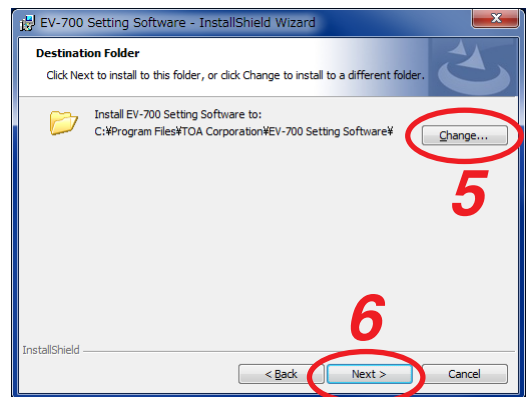 EV-700 Setting Software - InstallShield Wizard
Destination Folder
Click Next to install to this folder, or click Change to install to a different folder.
Install EV-700 Setting Software to:
C:¥Program Files¥TOA Corporation¥EV-700 Setting Software¥
Change...
5
6
InstallShield
< Back
Next >
Cancel